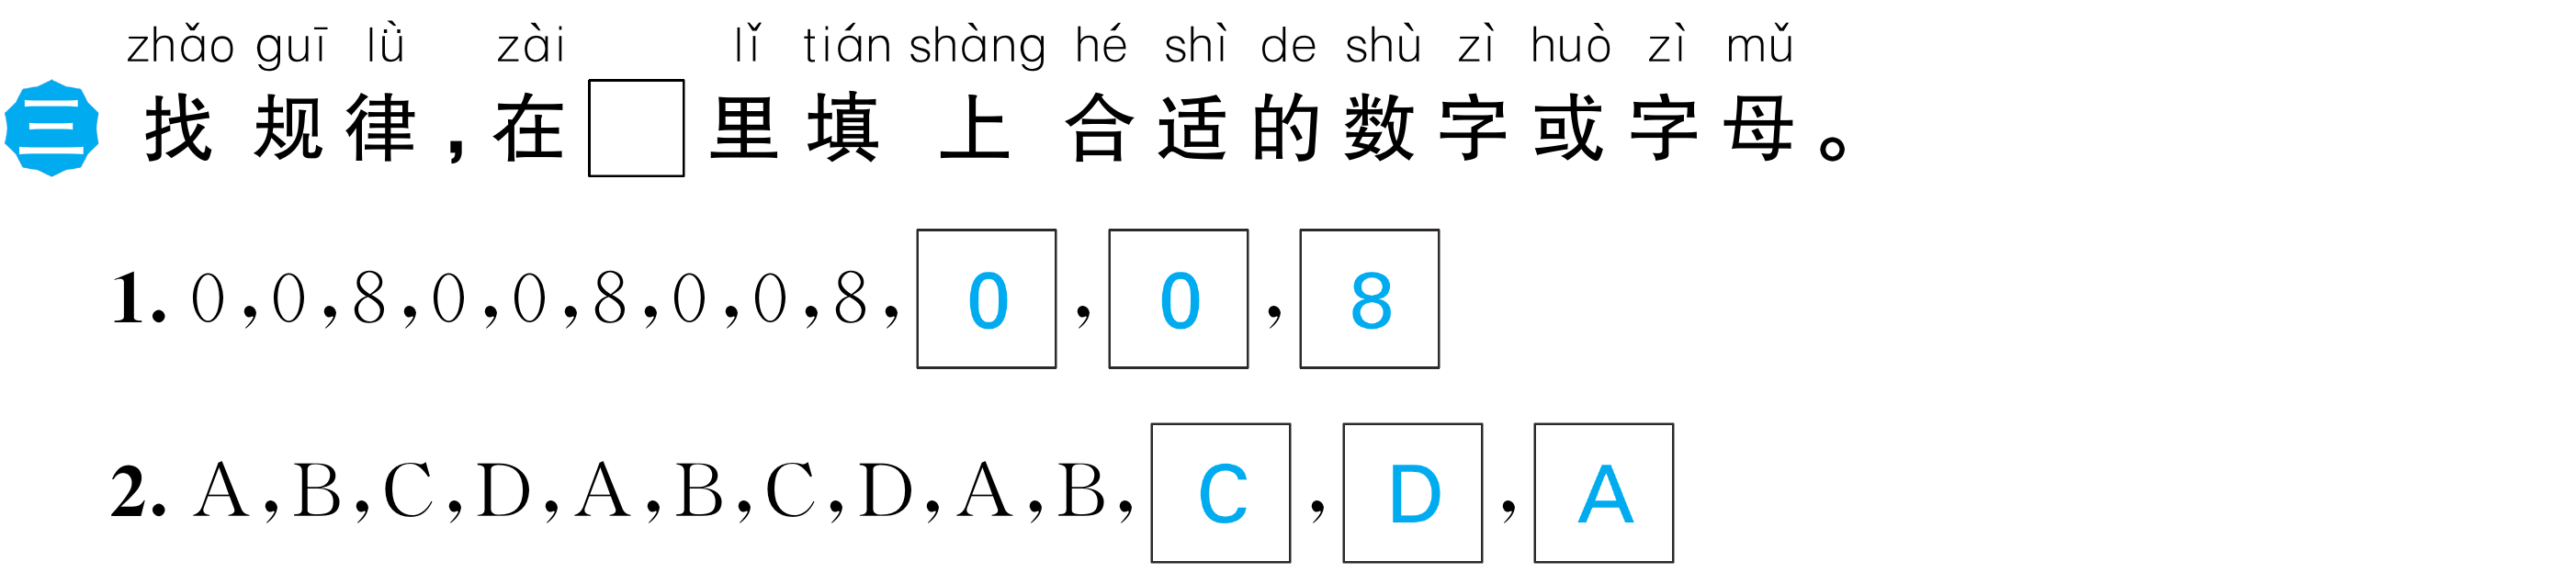 zhǎo guī lǜ zài lǐ tián shàng hé shì de shù zì huò zì mǔ
三 找规律,在□里填上合适的数字或字母。
1. 0,0,8,0,0,8,0,0,8,0,0,8
2. A,B,C,D,A,B,C,D,A,B,C,D,A